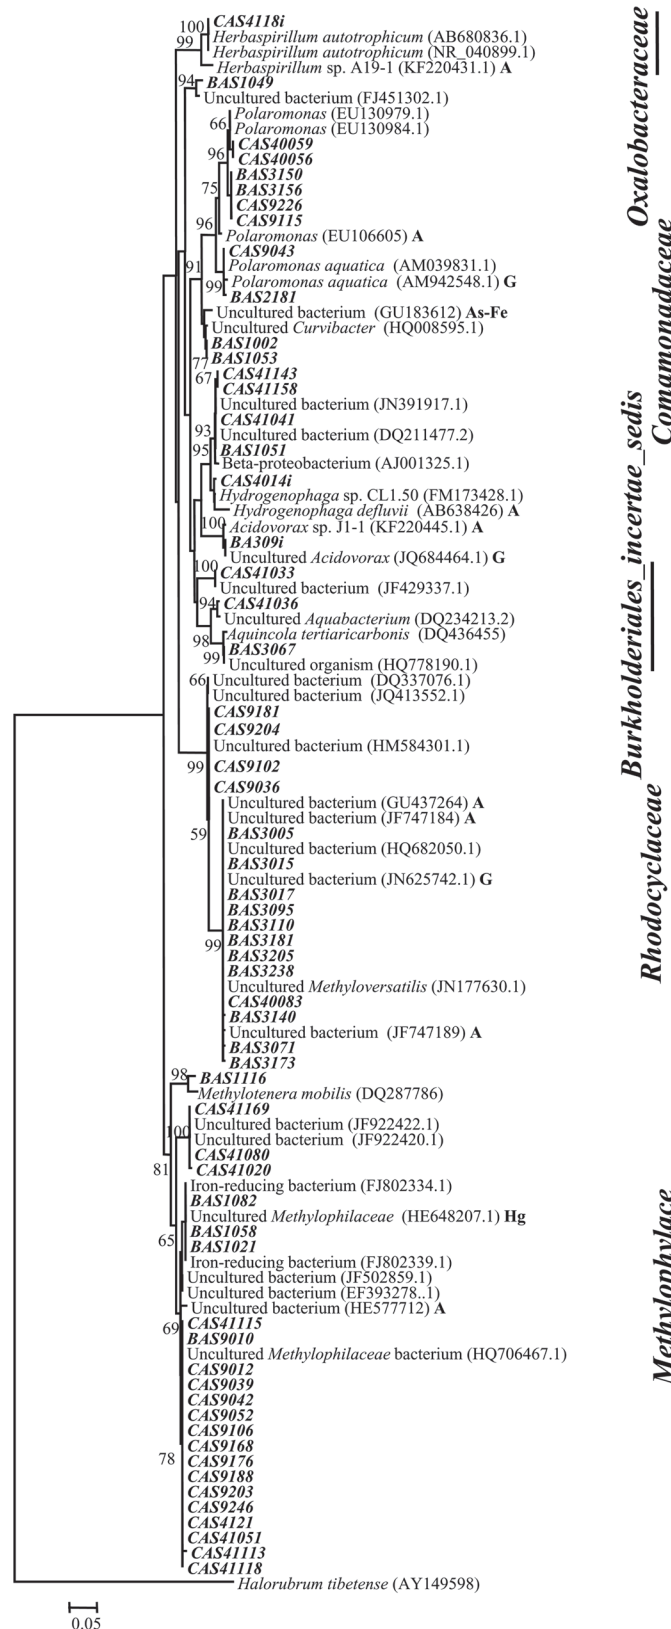 CAS4118i
100
Herbaspirillum autotrophicum (AB680836.1)
99
Herbaspirillum autotrophicum (NR_040899.1)
Herbaspirillum sp. A19-1 (KF220431.1) A
94
BAS1049
Uncultured bacterium (FJ451302.1)
Polaromonas (EU130979.1)
66
Polaromonas (EU130984.1)
CAS40059
96
CAS40056
BAS3150
75
BAS3156
CAS9226
96
CAS9115
Polaromonas (EU106605) A
CAS9043
91
Polaromonas aquatica (AM039831.1)
99
Polaromonas aquatica (AM942548.1) G
BAS2181
Uncultured bacterium (GU183612) As-Fe
Uncultured Curvibacter (HQ008595.1)
BAS1002
77
BAS1053
67
CAS41143
CAS41158
Uncultured bacterium (JN391917.1)
CAS41041
93
Uncultured bacterium (DQ211477.2)
95
BAS1051
Beta-proteobacterium (AJ001325.1)
CAS4014i
Hydrogenophaga sp. CL1.50 (FM173428.1)
Hydrogenophaga defluvii (AB638426) A
100
Acidovorax sp. J1-1 (KF220445.1) A
BA309i
Uncultured Acidovorax (JQ684464.1) G
100
CAS41033
Uncultured bacterium (JF429337.1)
94
CAS41036
Uncultured Aquabacterium (DQ234213.2)
Aquincola tertiaricarbonis (DQ436455)
98
BAS3067
99
Uncultured organism (HQ778190.1)
66
Uncultured bacterium (DQ337076.1)
Uncultured bacterium (JQ413552.1)
CAS9181
CAS9204
Uncultured bacterium (HM584301.1)
99
CAS9102
CAS9036
Uncultured bacterium (GU437264) A
Uncultured bacterium (JF747184) A
59
BAS3005
Uncultured bacterium (HQ682050.1)
BAS3015
Uncultured bacterium (JN625742.1) G
BAS3017
BAS3095
BAS3110
BAS3181
99
BAS3205
BAS3238
Uncultured Methyloversatilis (JN177630.1)
CAS40083
BAS3140
Uncultured bacterium (JF747189) A
BAS3071
BAS3173
98
BAS1116
Methylotenera mobilis (DQ287786)
CAS41169
100
Uncultured bacterium (JF922422.1)
Uncultured bacterium (JF922420.1)
CAS41080
81
CAS41020
Iron-reducing bacterium (FJ802334.1)
BAS1082
Uncultured Methylophilaceae (HE648207.1) Hg
65
BAS1058
BAS1021
Iron-reducing bacterium (FJ802339.1)
Uncultured bacterium (JF502859.1)
Uncultured bacterium (EF393278..1)
Uncultured bacterium (HE577712) A
69
CAS41115
BAS9010
Uncultured Methylophilaceae bacterium (HQ706467.1)
CAS9012
CAS9039
CAS9042
CAS9052
CAS9106
CAS9168
78
CAS9176
CAS9188
CAS9203
CAS9246
CAS4121
CAS41051
CAS41113
CAS41118
Halorubrum tibetense (AY149598)
0.05
Oxalobacteraceae
Comamonadaceae
Burkholderiales_incertae_sedis
Rhodocyclaceae
Methylophylace